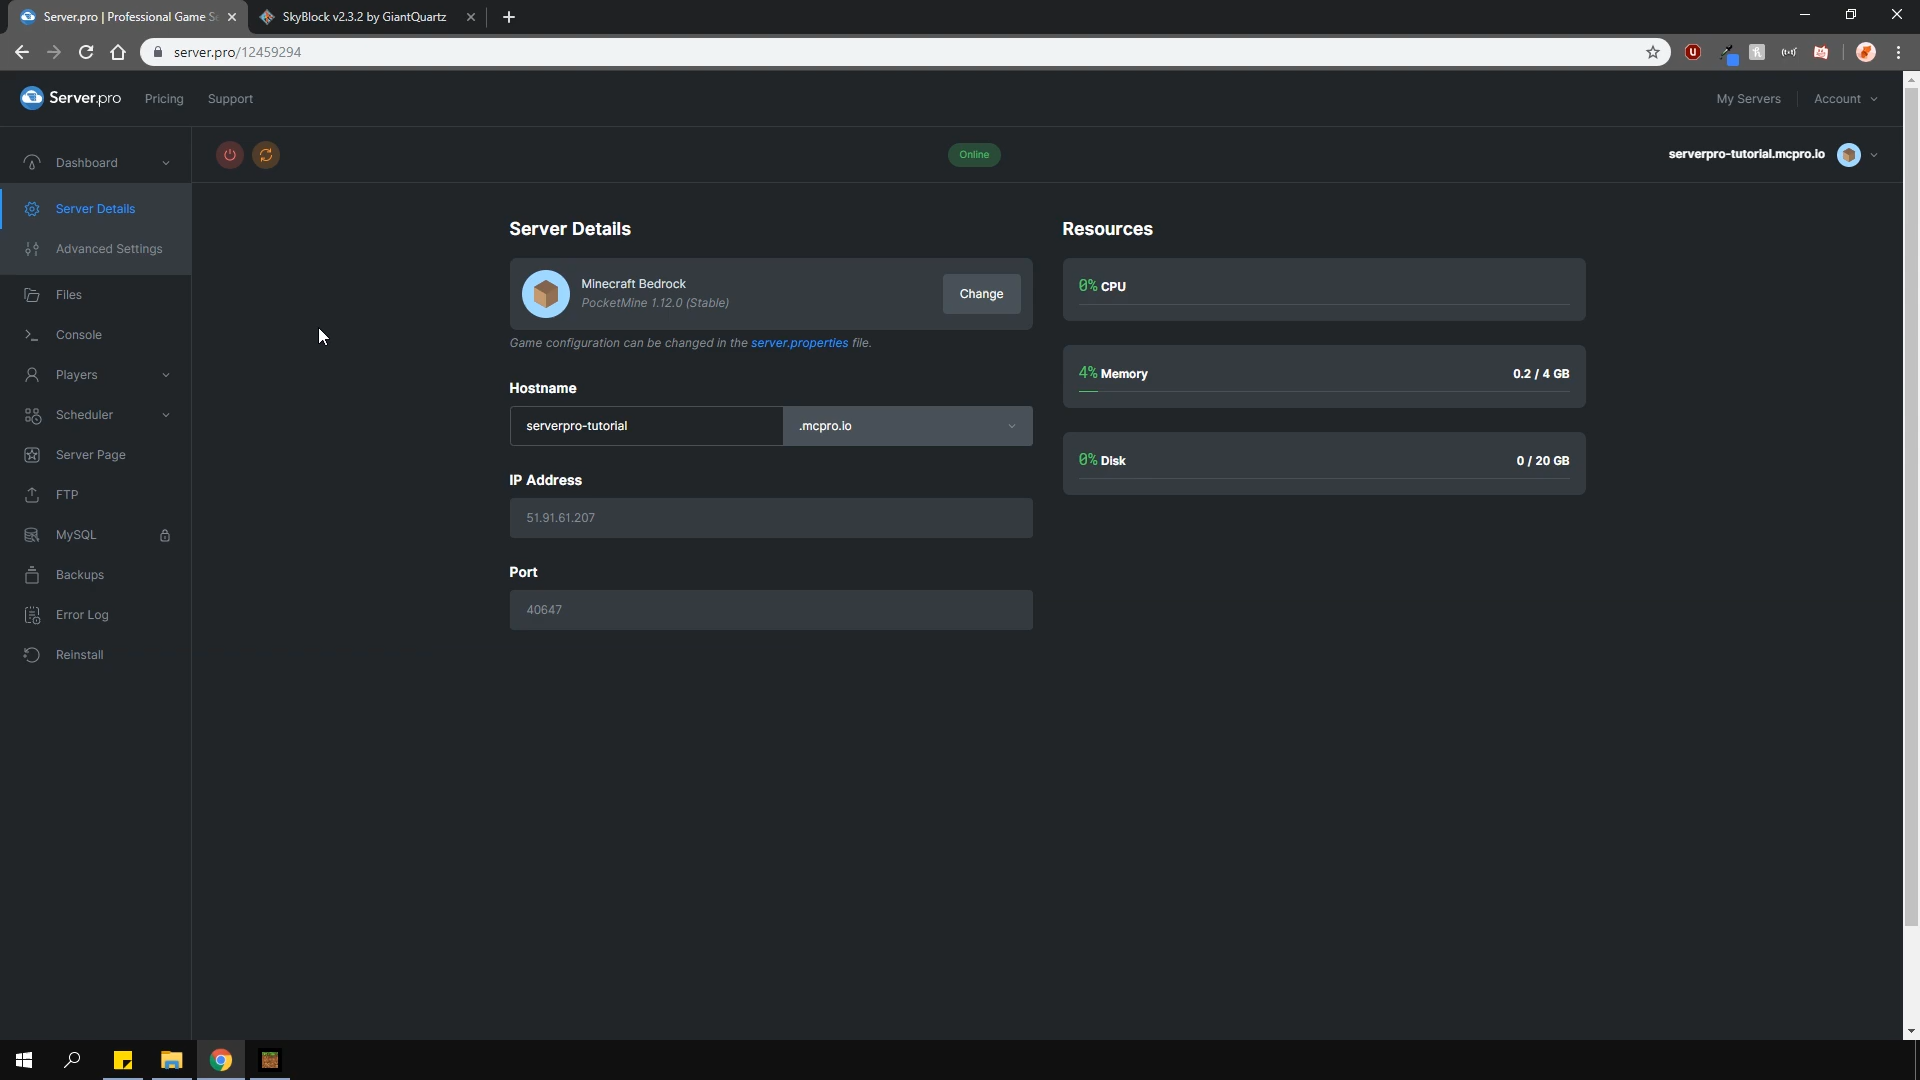 Server.pro | Professional Game Se
SkyBlock v2.3.2 by GiantQuartz
server.pro/12459294
Server.pro
Pricing
Support
My Servers
Account
Dashboard
Online
serverpro-tutorial.mcpro.io
Server Details
Advanced Settings
Files
Console
Players
Scheduler
Server Page
FTP
MySQL
Backups
Error Log
Reinstall
Server Details
Minecraft Bedrock
PocketMine 1.12.0 (Stable)
Change
Game configuration can be changed in the server.properties file.
Hostname
serverpro-tutorial
.mcpro.io
IP Address
51.91.61.207
Port
40647
Resources
0% CPU
4% Memory
0.2 / 4 GB
0% Disk
0 / 20 GB